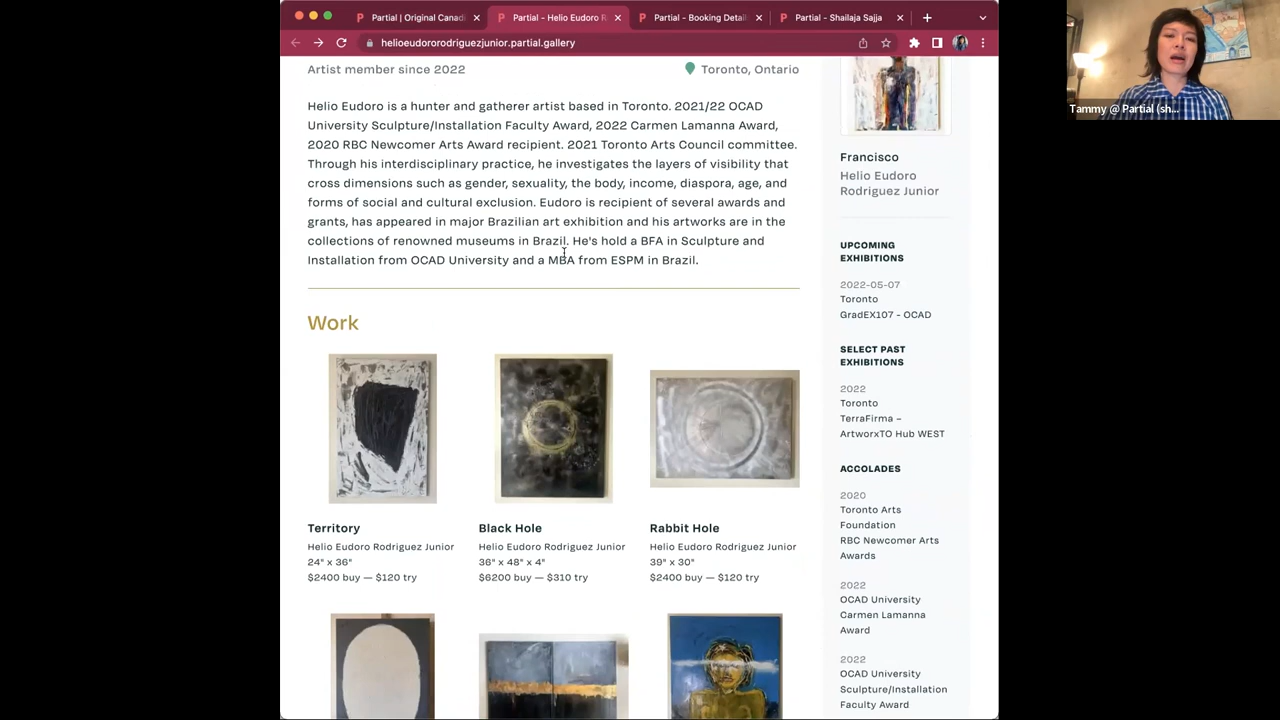 Partial | Original Canad
Partial - Helio Eudoro R
Partial - Booking Detail
Partial - Shailaja Sajja
helioeudororodriguezjunior.partial.gallery
Tammy @ Partial (sh...
Artist member since 2022
Toronto, Ontario
Helio Eudoro is a hunter and gatherer artist based in Toronto. 2021/22 OCAD
University Sculpture/Installation Faculty Award, 2022 Carmen Lamanna Award,
2020 RBC Newcomer Arts Award recipient. 2021 Toronto Arts Council committee.
Through his interdisciplinary practice, he investigates the layers of visibility that
cross dimensions such as gender, sexuality, the body, income, diaspora, age, and
forms of social and cultural exclusion. Eudoro is recipient of several awards and
grants, has appeared in major Brazilian art exhibition and his artworks are in the
collections of renowned museums in Brazil. He's hold a BFA in Sculpture and
Installation from OCAD University and a MBA from ESPM in Brazil.
Work
Territory
Helio Eudoro Rodriguez Junior
24" x 36"
$2400 buy — $120 try
Black Hole
Helio Eudoro Rodriguez Junior
36" x 48" x 4"
$6200 buy — $310 try
Rabbit Hole
Helio Eudoro Rodriguez Junior
39" x 30"
$2400 buy — $120 try
Francisco
Helio Eudoro
Rodriguez Junior
UPCOMING
EXHIBITIONS
2022-05-07
Toronto
GradEX107 - OCAD
SELECT PAST
EXHIBITIONS
2022
Toronto
TerraFirma –
ArtworxTO Hub WEST
ACCOLADES
2020
Toronto Arts
Foundation
RBC Newcomer Arts
Awards
2022
OCAD University
Carmen Lamanna
Award
2022
OCAD University
Sculpture/Installation
Faculty Award